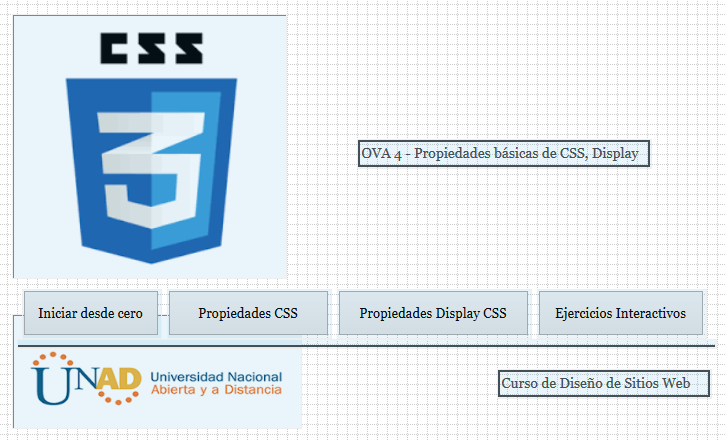 CSS
3
OVA 4 - Propiedades básicas de CSS, Display
Iniciar desde cero
Propiedades CSS
Propiedades Display CSS
Ejercicios Interactivos
UNAD
Universidad Nacional
Abierta y a Distancia
Curso de Diseño de Sitios Web